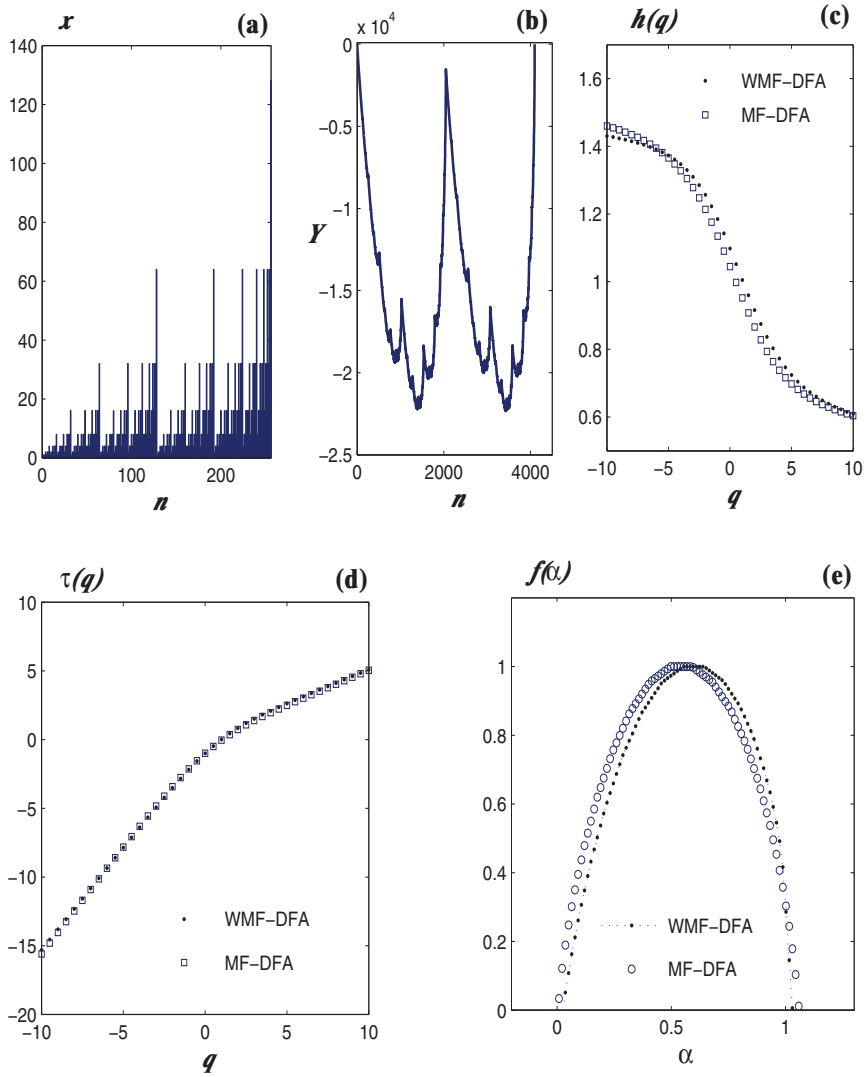 x
(a)
140
120
100
80
60
40
20
0
0 100 200
n
× 10⁴
(b)
0
−0.5
−1
Y
−1.5
−2
−2.5
0 2000 4000
n
h(q)
(c)
1.6
1.4
1.2
1
0.8
0.6
WMF−DFA
MF−DFA
−10 −5 0 5 10
q
τ(q)
(d)
10
5
0
−5
−10
−15
−20
WMF−DFA
MF−DFA
−10 −5 0 5 10
q
f(α)
(e)
1
0.8
0.6
0.4
0.2
0
WMF−DFA
MF−DFA
0 0.5 1
α